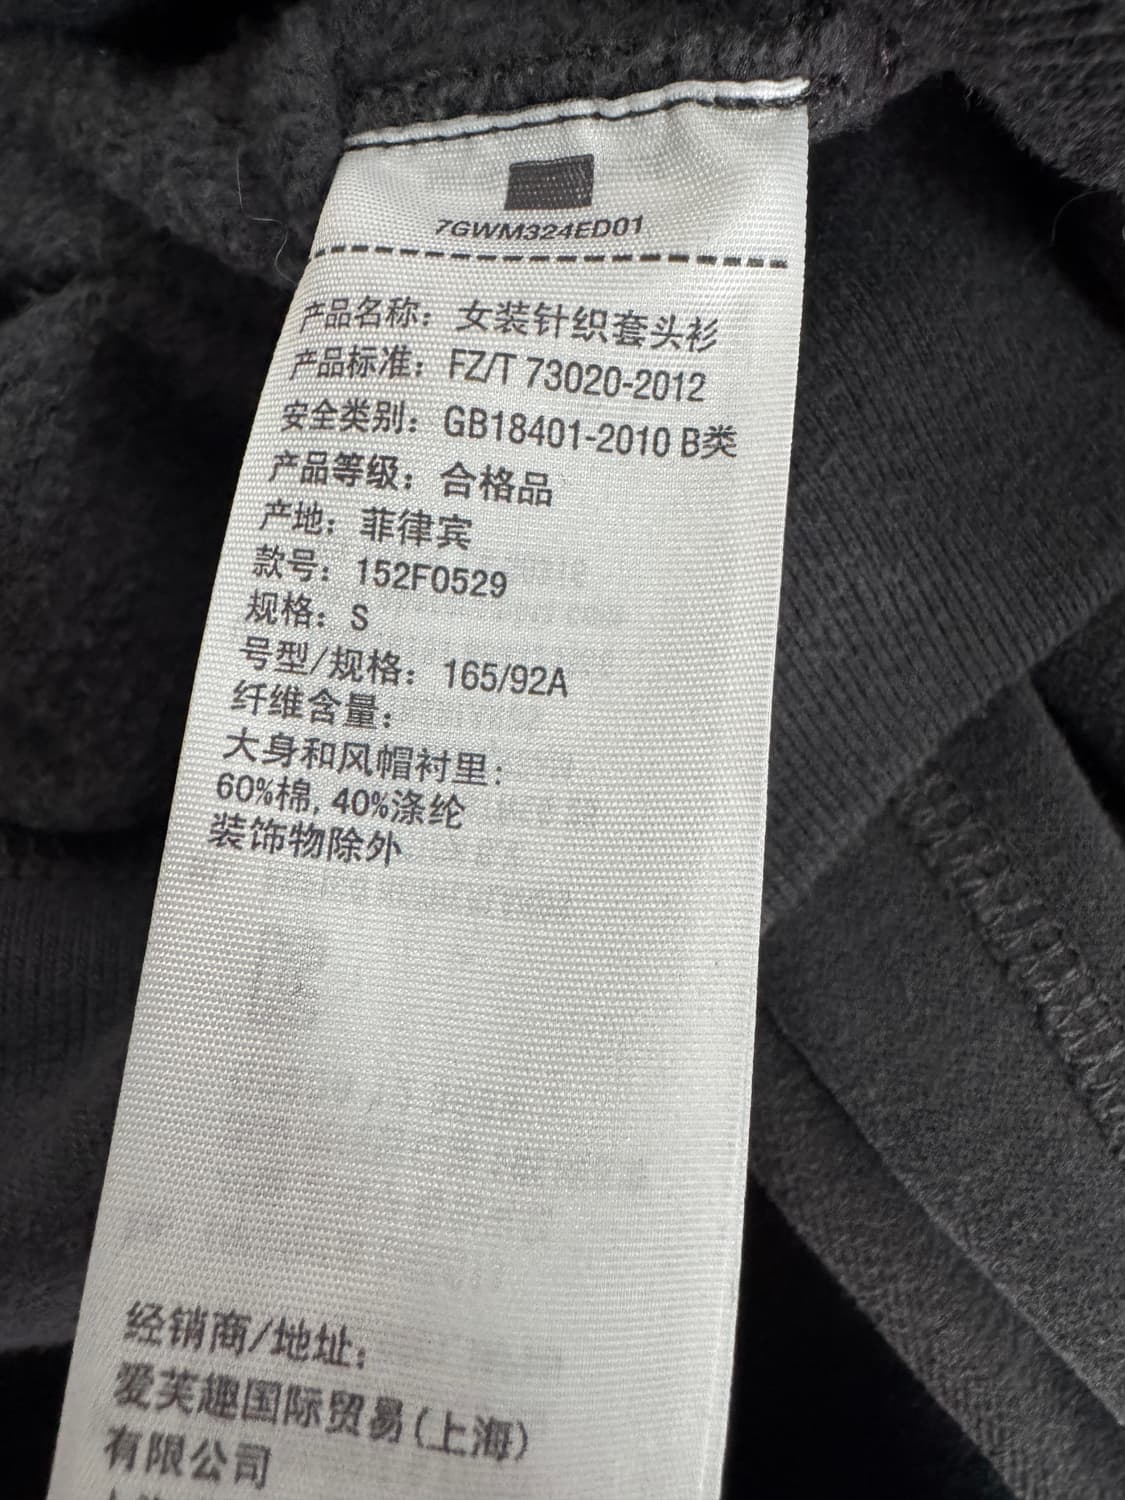 7GWM324ED01
产品名称：女装针织套头衫
产品标准：FZ/T 73020-2012
安全类别：GB18401-2010 B类
产品等级：合格品
产地：菲律宾
款号：152F0529
规格：S
号型/规格：165/92A
纤维含量：
大身和风帽衬里：
60%棉, 40%涤纶
装饰物除外
经销商/地址：
爱芙趣国际贸易(上海)
有限公司